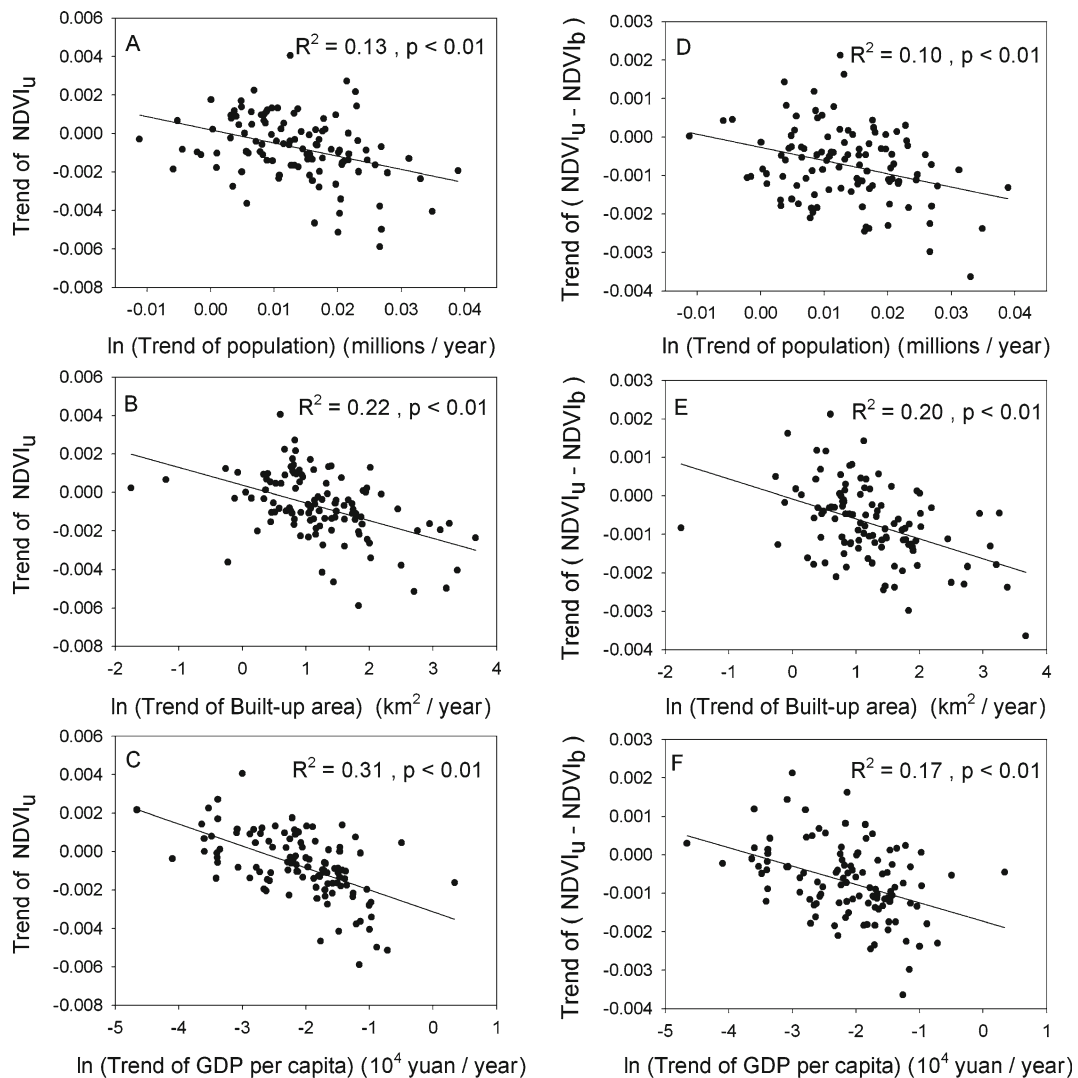 A
R² = 0.13 , p < 0.01
0.006
0.004
0.002
0.000
-0.002
-0.004
-0.006
-0.008
Trend of NDVIu
-0.01 0.00 0.01 0.02 0.03 0.04
ln (Trend of population) (millions / year)
D
R² = 0.10 , p < 0.01
0.003
0.002
0.001
0.000
-0.001
-0.002
-0.003
-0.004
Trend of ( NDVIu - NDVIb )
-0.01 0.00 0.01 0.02 0.03 0.04
ln (Trend of population) (millions / year)
B
R² = 0.22 , p < 0.01
0.006
0.004
0.002
0.000
-0.002
-0.004
-0.006
-0.008
Trend of NDVIu
-2 -1 0 1 2 3 4
ln (Trend of Built-up area) (km² / year)
E
R² = 0.20 , p < 0.01
0.003
0.002
0.001
0.000
-0.001
-0.002
-0.003
-0.004
Trend of ( NDVIu - NDVIb )
-2 -1 0 1 2 3 4
ln (Trend of Built-up area) (km² / year)
C
R² = 0.31 , p < 0.01
0.006
0.004
0.002
0.000
-0.002
-0.004
-0.006
-0.008
Trend of NDVIu
-5 -4 -3 -2 -1 0 1
ln (Trend of GDP per capita) (10⁴ yuan / year)
F
R² = 0.17 , p < 0.01
0.003
0.002
0.001
0.000
-0.001
-0.002
-0.003
-0.004
Trend of ( NDVIu - NDVIb )
-5 -4 -3 -2 -1 0 1
ln (Trend of GDP per capita) (10⁴ yuan / year)